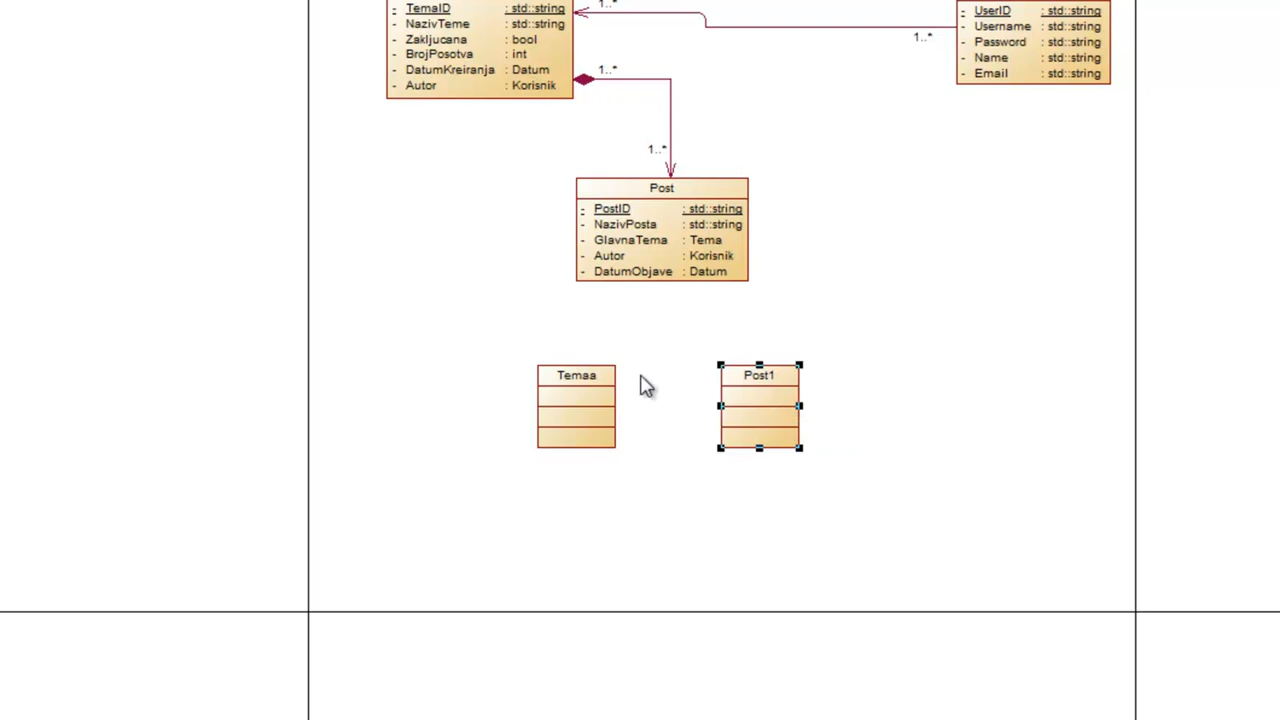 - TemaID : std::string
- NazivTeme : std::string
- Zakljucana : bool
- BrojPosotva : int
- DatumKreiranja : Datum
- Autor : Korisnik
1..*
1..*
- UserID : std::string
- Username : std::string
- Password : std::string
- Name : std::string
- Email : std::string
1..*
1..*
Post
- PostID : std::string
- NazivPosta : std::string
- GlavnaTema : Tema
- Autor : Korisnik
- DatumObjave : Datum
Temaa
Post1